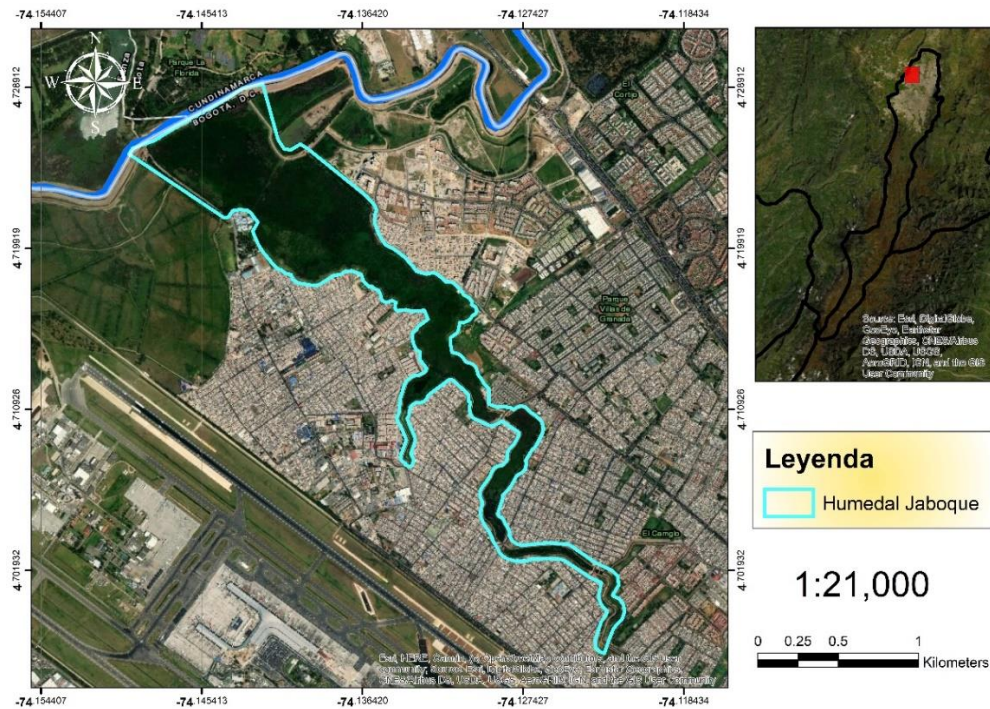 -74.154407 -74.145413 -74.136420 -74.127427 -74.118434
N
W E
S
Parque La
Florida
Cota
CUNDINAMARCA
BOGOTA, D.C.
El
Cortijo
4.728912 4.728912
4.719919 4.719919
Parque
Villas de
Granada
4.710926 4.710926
El Camelo
4.701932 4.701932
-74.154407 -74.145413 -74.136420 -74.127427 -74.118434
Source: Esri, DigitalGlobe,
GeoEye, Earthstar
Geographics, CNES/Airbus
DS, USDA, USGS,
AeroGRID, IGN, and the GIS
User Community
Leyenda
Humedal Jaboque
1:21,000
0 0.25 0.5 1
Kilometers